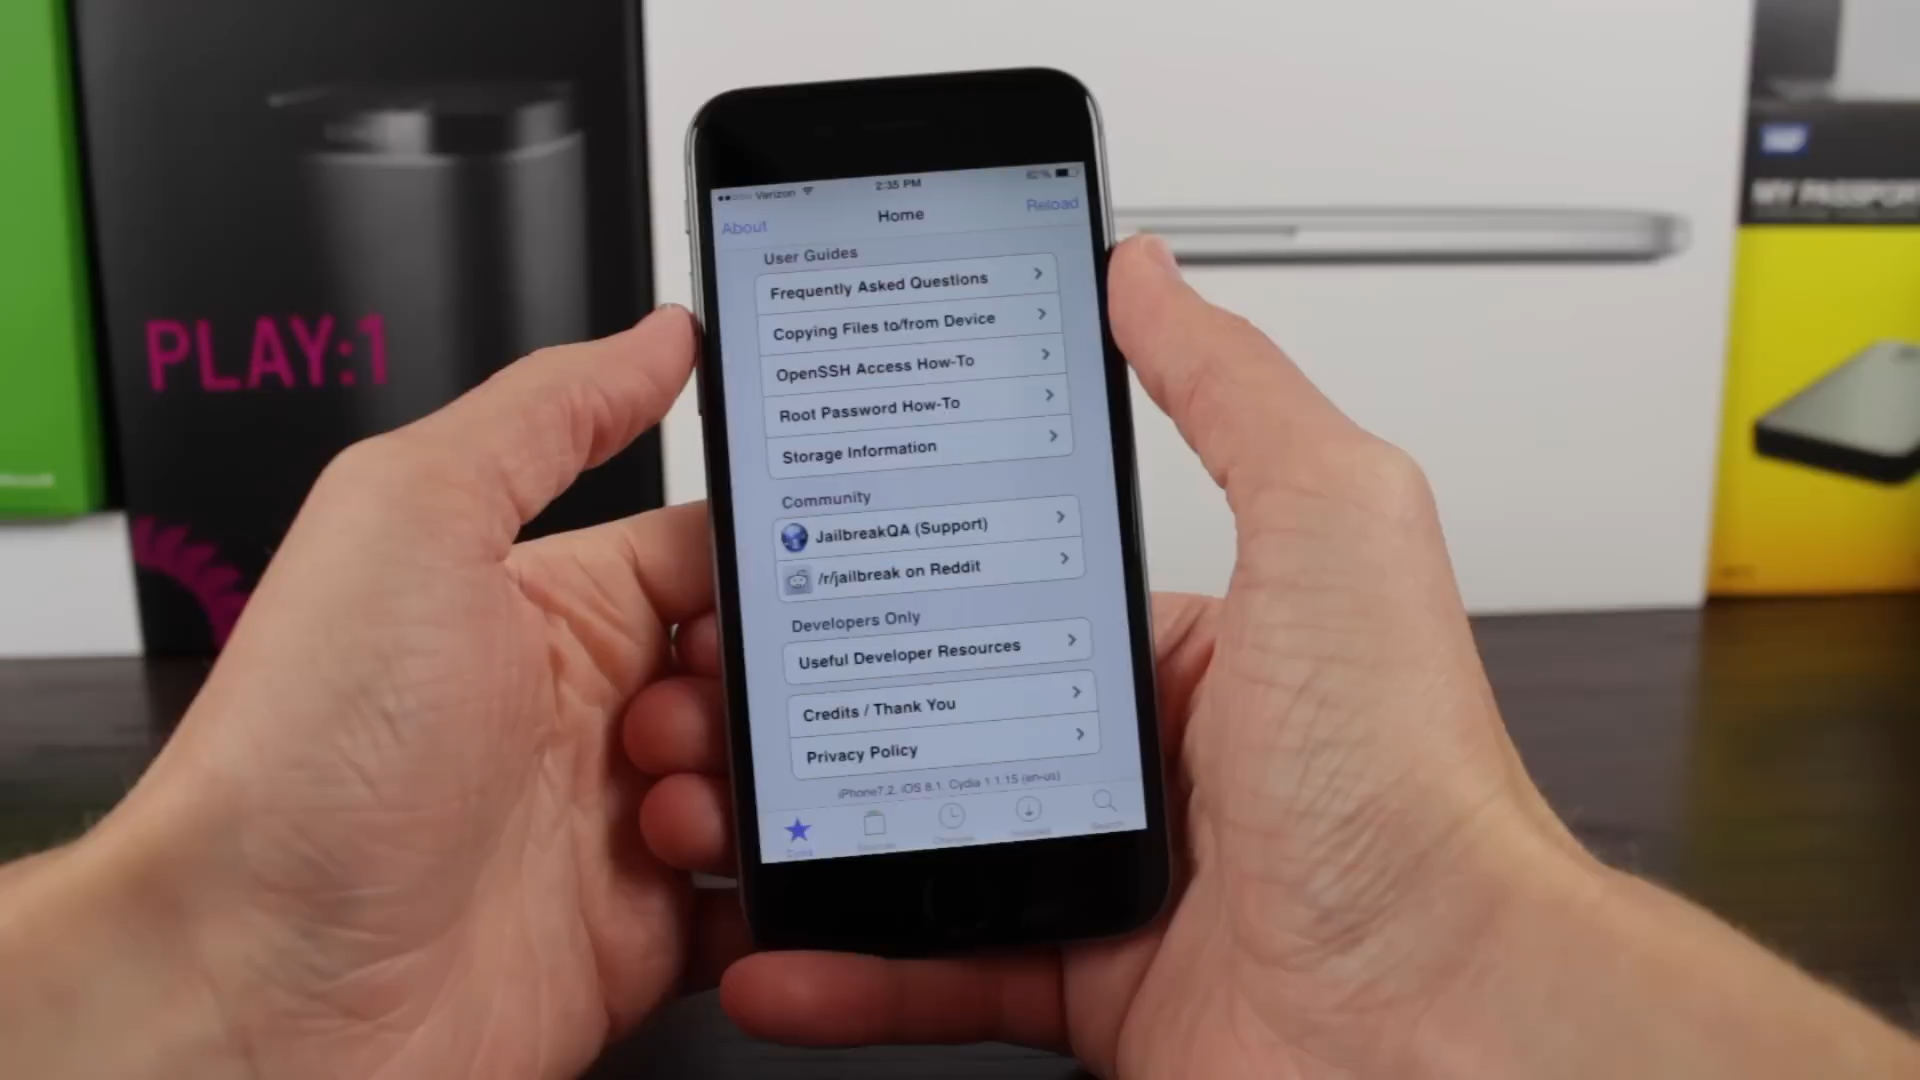 PLAY:1
MY PASSPORT
Verizon
2:35 PM
62%
About
Home
Reload
User Guides
Frequently Asked Questions
Copying Files to/from Device
OpenSSH Access How-To
Root Password How-To
Storage Information
Community
JailbreakQA (Support)
/r/jailbreak on Reddit
Developers Only
Useful Developer Resources
Credits / Thank You
Privacy Policy
iPhone7,2, iOS 8.1, Cydia 1.1.15 (en-us)
Cydia